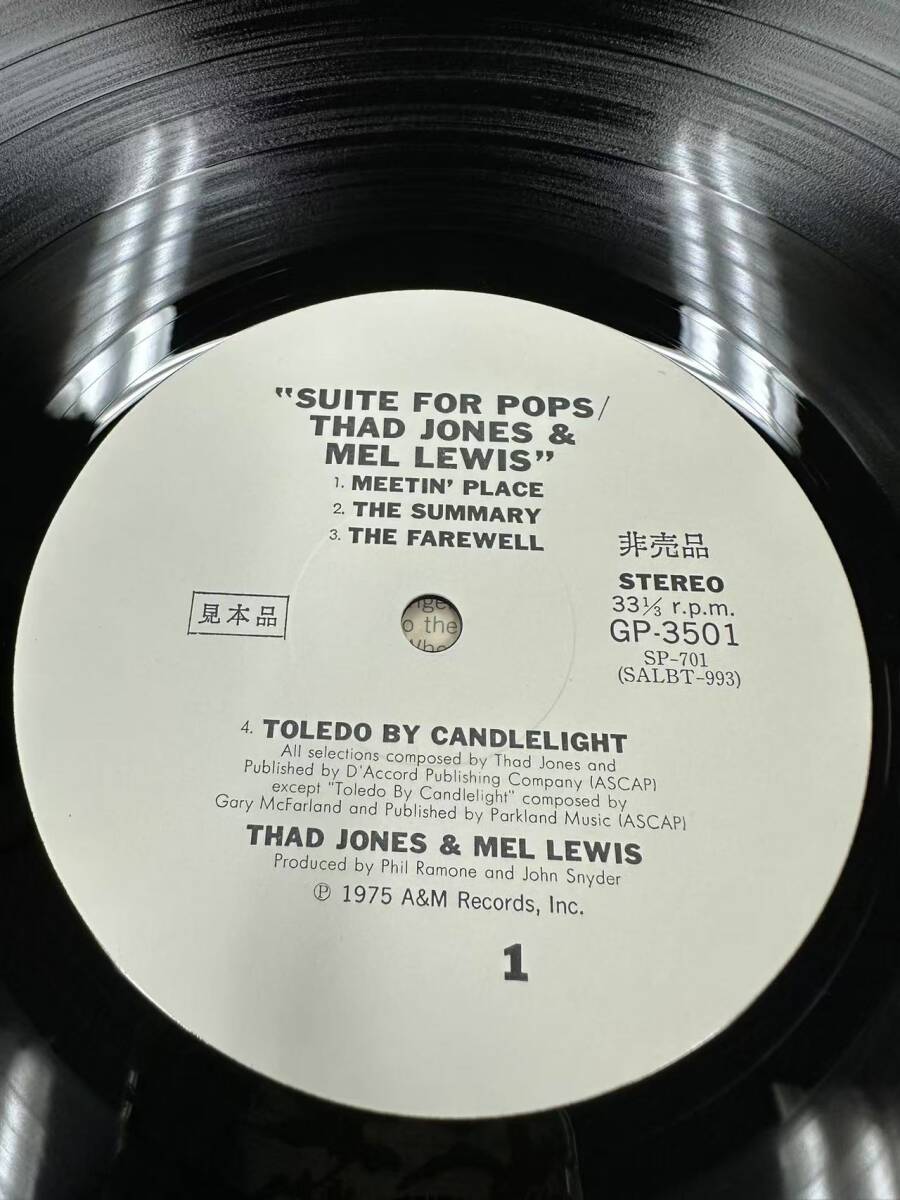 "SUITE FOR POPS/
THAD JONES &
MEL LEWIS"
1. MEETIN' PLACE
2. THE SUMMARY
3. THE FAREWELL
非売品
STEREO
33⅓ r.p.m.
GP-3501
SP-701
(SALBT-993)
見本品
o the
4. TOLEDO BY CANDLELIGHT
All selections composed by Thad Jones and
Published by D'Accord Publishing Company (ASCAP)
except "Toledo By Candlelight" composed by
Gary McFarland and Published by Parkland Music (ASCAP)
THAD JONES & MEL LEWIS
Produced by Phil Ramone and John Snyder
℗ 1975 A&M Records, Inc.
1